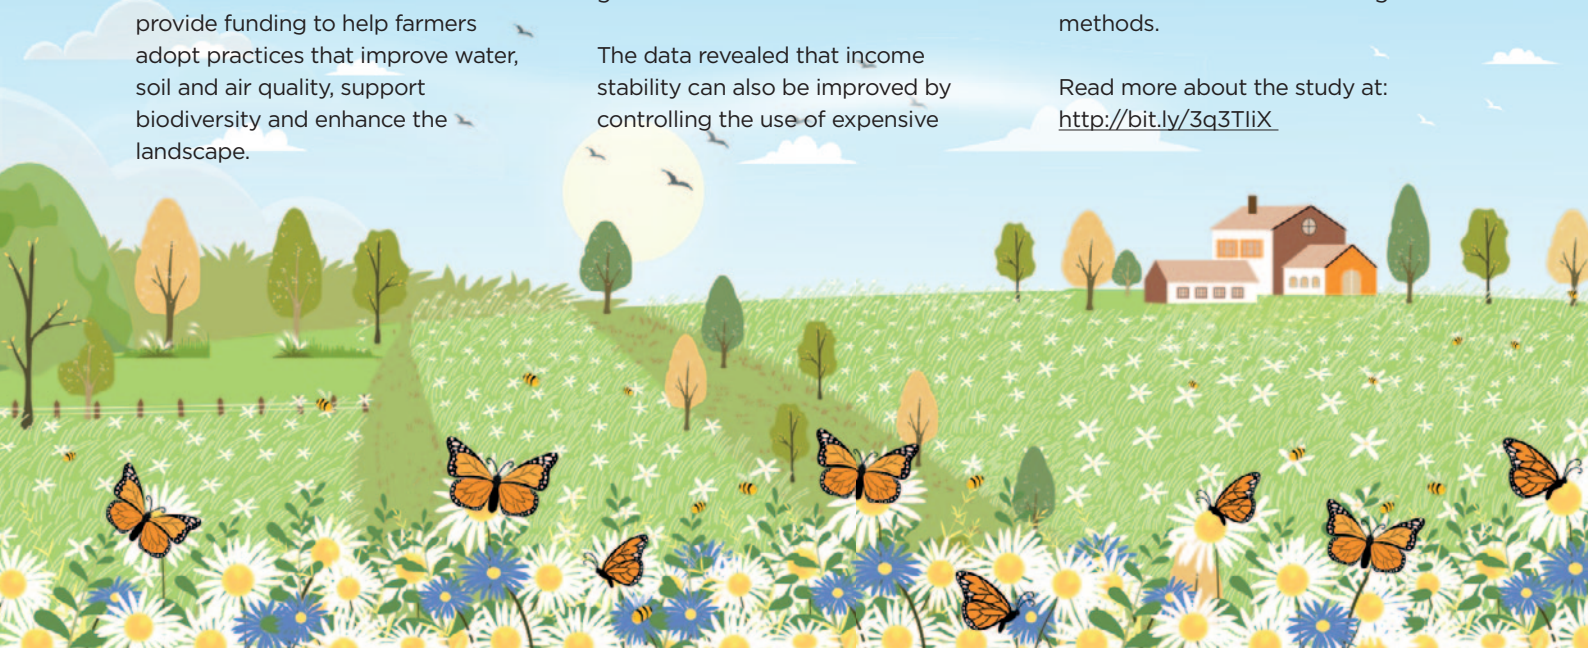 provide funding to help farmers
adopt practices that improve water,
soil and air quality, support
biodiversity and enhance the
landscape.
The data revealed that income
stability can also be improved by
controlling the use of expensive
methods.
Read more about the study at:
http://bit.ly/3q3TIiX